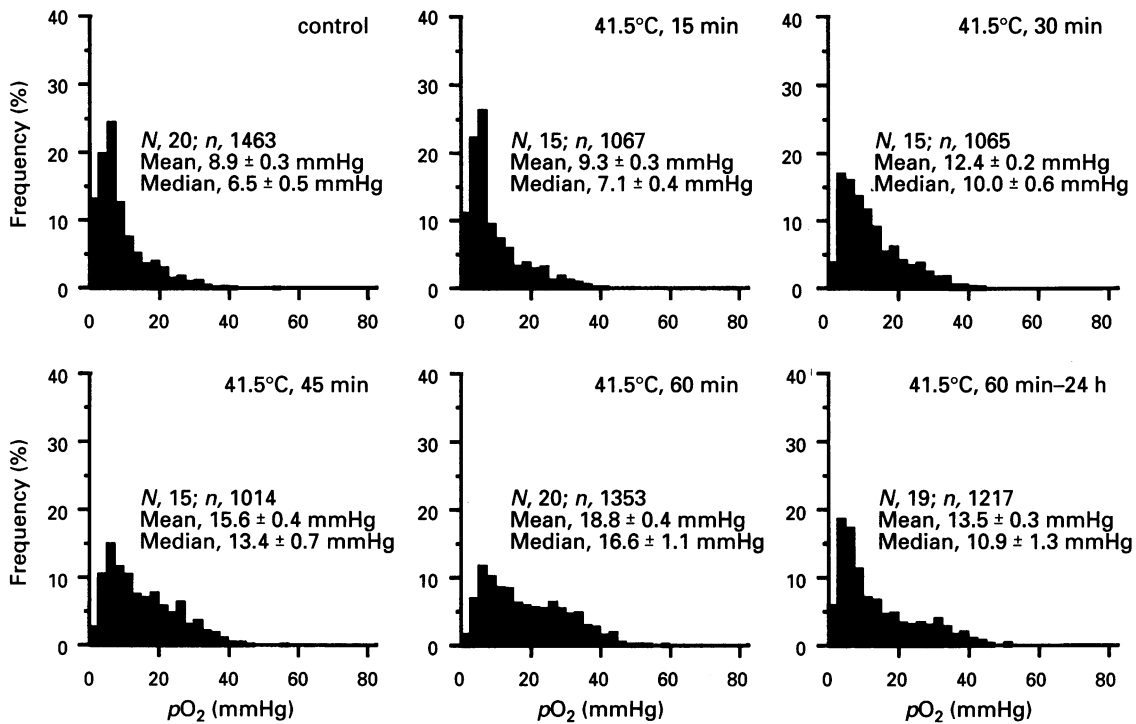 control
40
30
20
10
0
Frequency (%)
N, 20; n, 1463
Mean, 8.9 ± 0.3 mmHg
Median, 6.5 ± 0.5 mmHg
0 20 40 60 80
41.5°C, 15 min
40
30
20
10
0
N, 15; n, 1067
Mean, 9.3 ± 0.3 mmHg
Median, 7.1 ± 0.4 mmHg
0 20 40 60 80
41.5°C, 30 min
40
30
20
10
0
N, 15; n, 1065
Mean, 12.4 ± 0.2 mmHg
Median, 10.0 ± 0.6 mmHg
0 20 40 60 80
41.5°C, 45 min
40
30
20
10
0
Frequency (%)
N, 15; n, 1014
Mean, 15.6 ± 0.4 mmHg
Median, 13.4 ± 0.7 mmHg
0 20 40 60 80
pO₂ (mmHg)
41.5°C, 60 min
40
30
20
10
0
N, 20; n, 1353
Mean, 18.8 ± 0.4 mmHg
Median, 16.6 ± 1.1 mmHg
0 20 40 60 80
pO₂ (mmHg)
41.5°C, 60 min–24 h
40
30
20
10
0
N, 19; n, 1217
Mean, 13.5 ± 0.3 mmHg
Median, 10.9 ± 1.3 mmHg
0 20 40 60 80
pO₂ (mmHg)